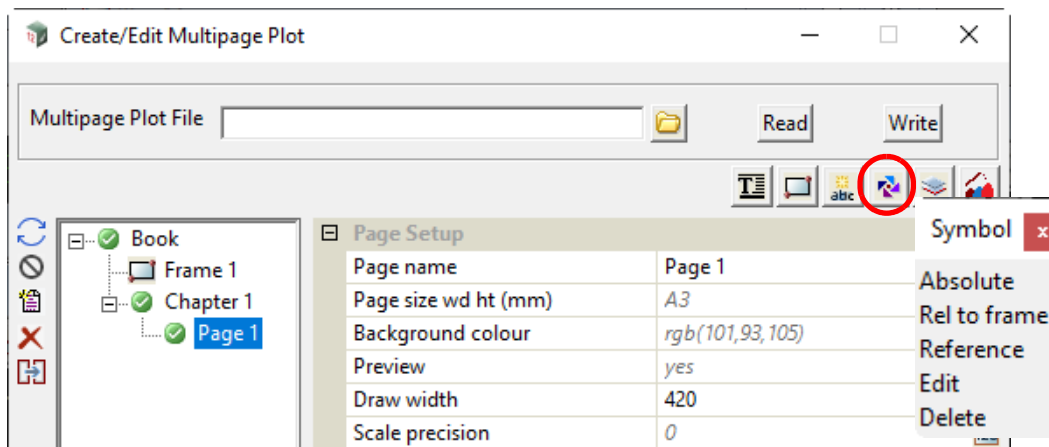 Create/Edit Multipage Plot
Multipage Plot File Read Write
T abc
Symbol x
Book
Frame 1
Chapter 1
Page 1
Page Setup
Page name Page 1
Page size wd ht (mm) A3
Background colour rgb(101,93,105)
Preview yes
Draw width 420
Scale precision 0
Absolute
Rel to frame
Reference
Edit
Delete